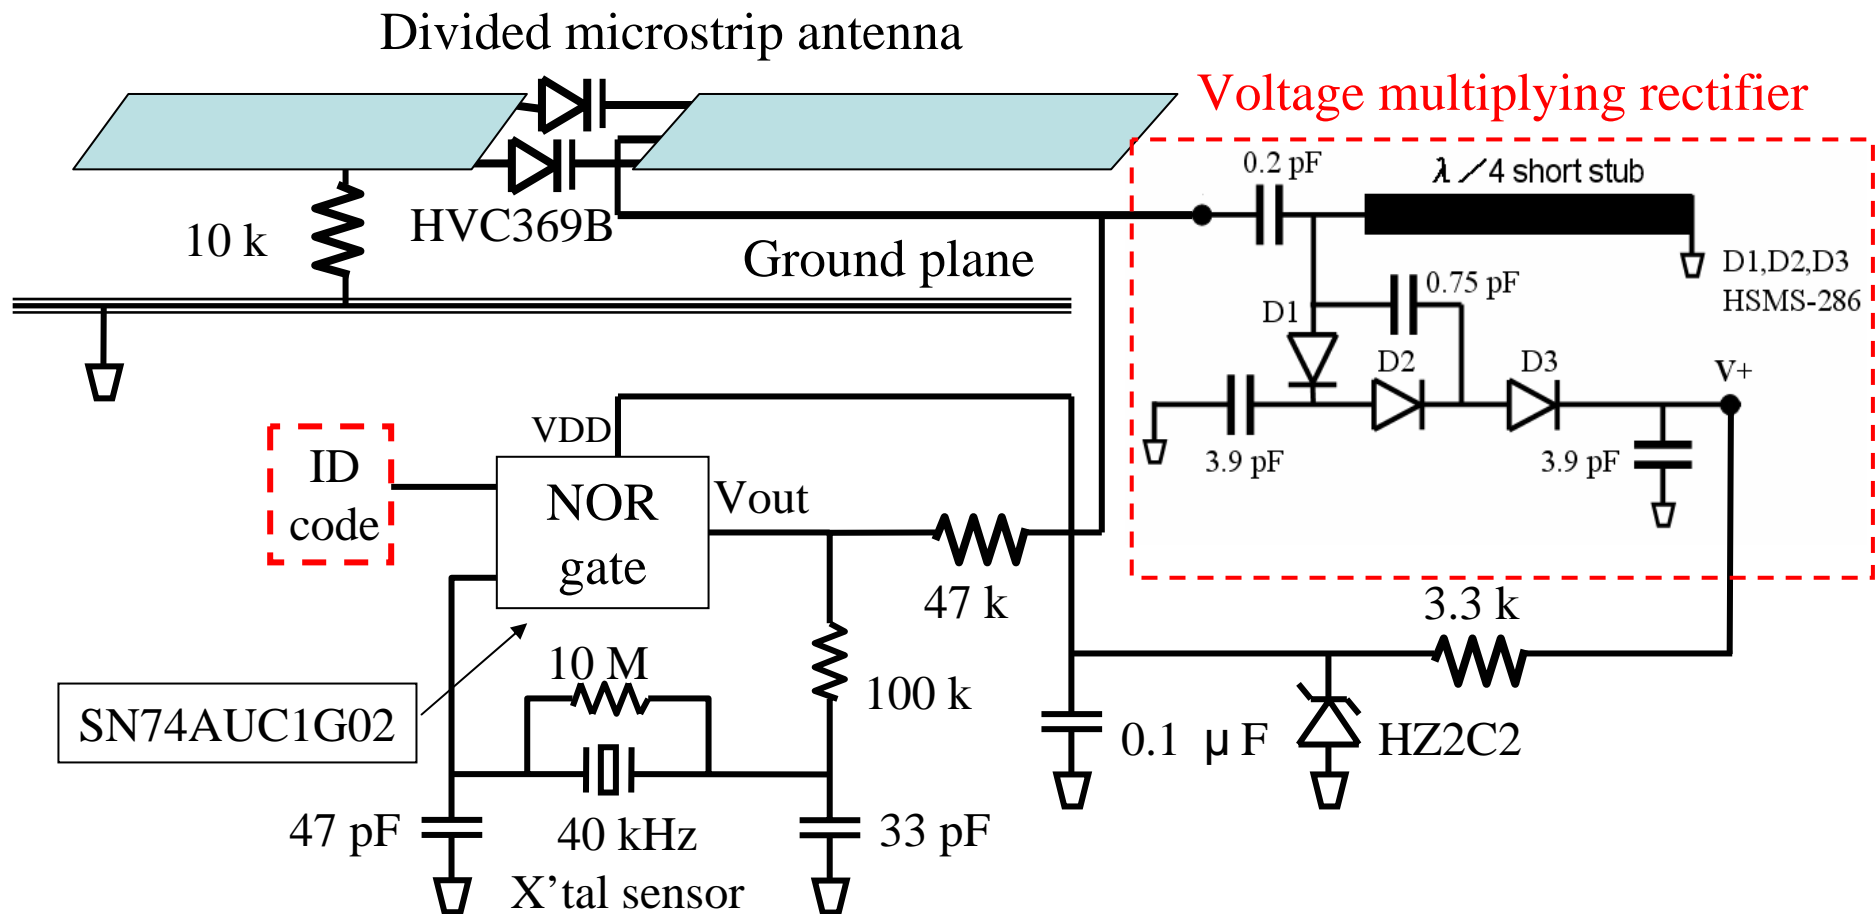 Divided microstrip antenna
Voltage multiplying rectifier
0.2 pF
λ／4 short stub
10 k
HVC369B
Ground plane
D1,D2,D3
HSMS-286
0.75 pF
D1
D2
D3
V+
3.9 pF
3.9 pF
VDD
ID
code
NOR
gate
Vout
47 k
3.3 k
10 M
100 k
SN74AUC1G02
0.1 μF
HZ2C2
47 pF
40 kHz
33 pF
X’tal sensor